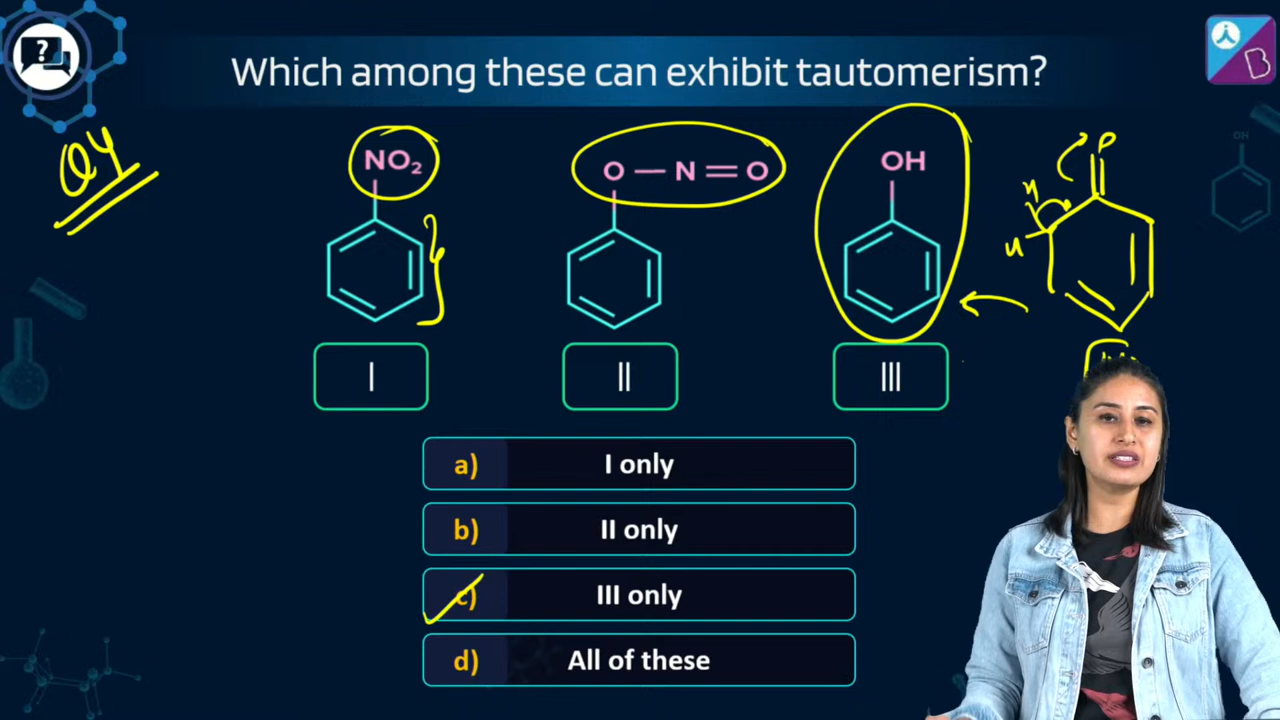 Which among these can exhibit tautomerism?
B
Q4
NO2
O — N = O
OH
O
H
H
OH
I
II
III
a) I only
b) II only
c) III only
d) All of these